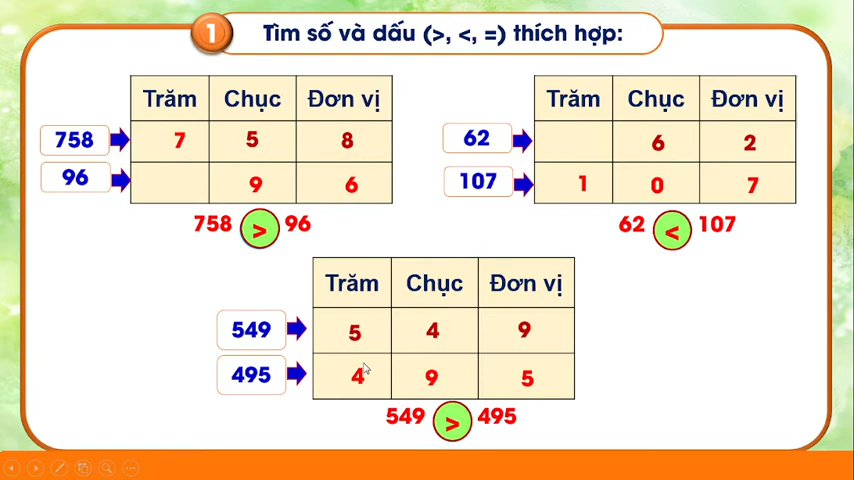 1 Tìm số và dấu (>, <, =) thích hợp:
Trăm Chục Đơn vị
758 7 5 8
96 9 6
758 > 96
Trăm Chục Đơn vị
62 6 2
107 1 0 7
62 < 107
Trăm Chục Đơn vị
549 5 4 9
495 4 9 5
549 > 495